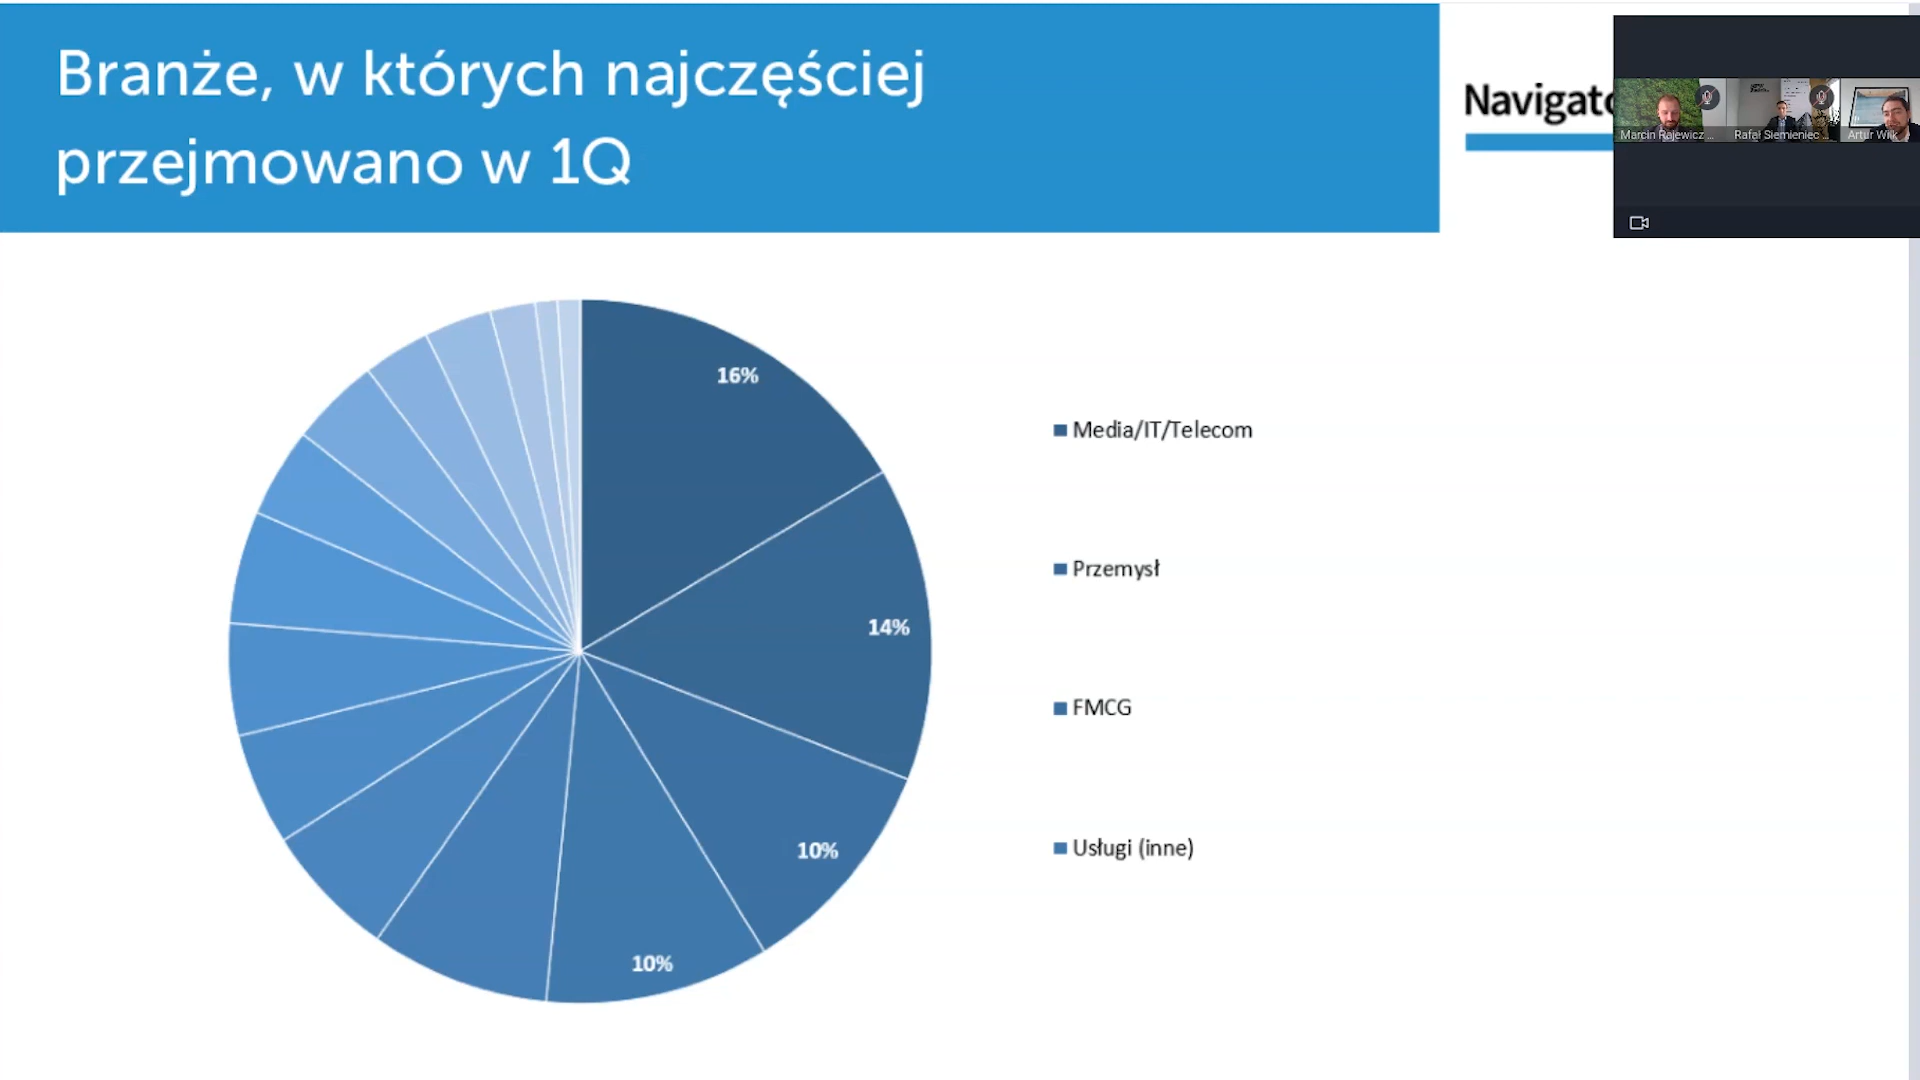 Branże, w których najczęściej
przejmowano w 1Q
Marcin Rajewicz ...
Rafał Siemieniec ...
Artur Wilk
16%
14%
10%
10%
Media/IT/Telecom
Przemysł
FMCG
Usługi (inne)